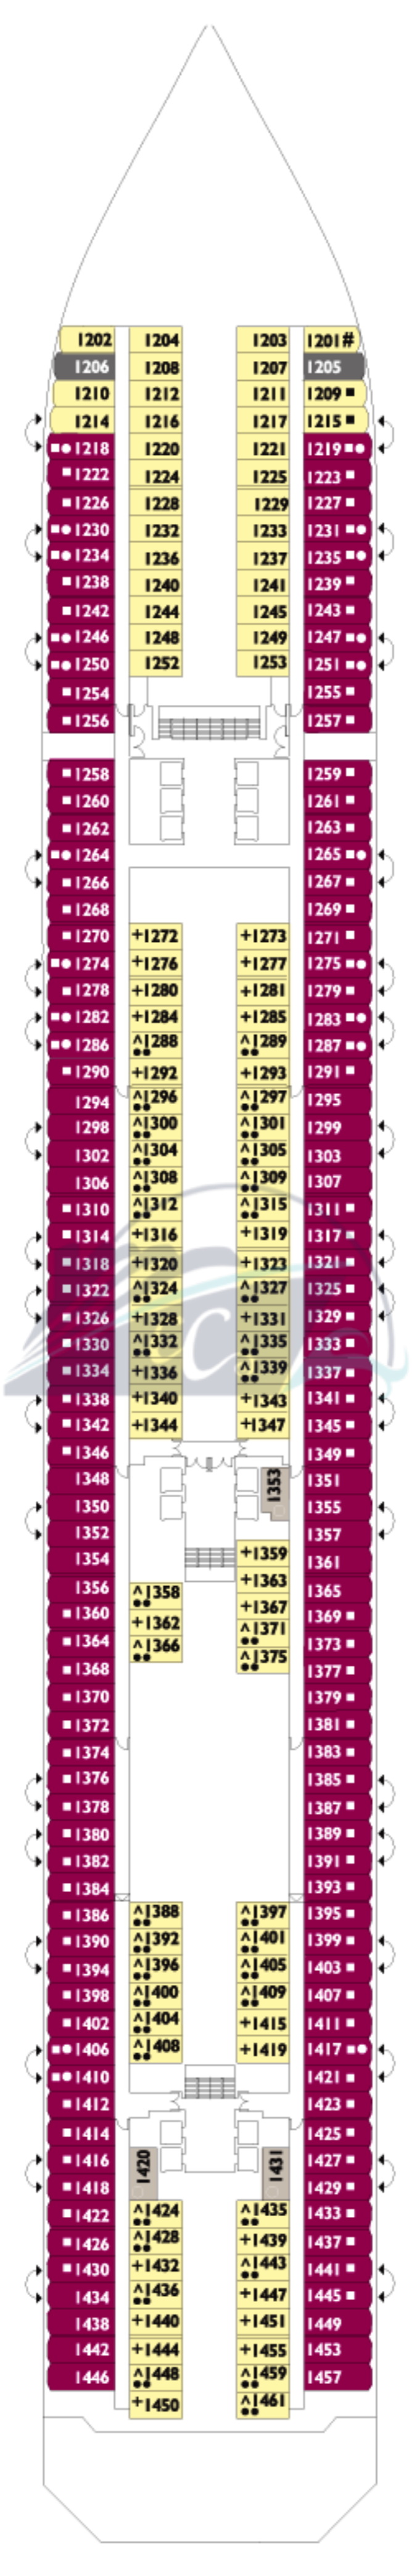 1202 1204 1203 1201#
1206 1208 1207 1205
1210 1212 1211 1209 ■
1214 1216 1217 1215 ■
■● 1218 1220 1221 1219 ■●
■ 1222 1224 1225 1223 ■
■ 1226 1228 1229 1227 ■
■● 1230 1232 1233 1231 ■●
■● 1234 1236 1237 1235 ■●
■ 1238 1240 1241 1239 ■
■ 1242 1244 1245 1243 ■
■● 1246 1248 1249 1247 ■●
■● 1250 1252 1253 1251 ■●
■ 1254 1255 ■
■ 1256 1257 ■
■ 1258 1259 ■
■ 1260 1261 ■
■ 1262 1263 ■
■● 1264 1265 ■●
■ 1266 1267 ■
■ 1268 1269 ■
■ 1270 +1272 +1273 1271 ■
■● 1274 +1276 +1277 1275 ■●
■ 1278 +1280 +1281 1279 ■
■● 1282 +1284 +1285 1283 ■●
■● 1286 ^1288 ●● ^1289 ●● 1287 ■●
■ 1290 +1292 +1293 1291 ■
1294 ^1296 ●● ^1297 ●● 1295
1298 ^1300 ●● ^1301 ●● 1299
1302 ^1304 ●● ^1305 ●● 1303
1306 ^1308 ●● ^1309 ●● 1307
■ 1310 ^1312 ●● ^1315 ●● 1311 ■
■ 1314 +1316 +1319 1317 ■
■ 1318 +1320 +1323 1321 ■
■ 1322 ^1324 ●● ^1327 ●● 1325 ■
■ 1326 +1328 +1331 1329 ■
■ 1330 ^1332 ●● ^1335 ●● 1333 ■
■ 1334 +1336 ^1339 ●● 1337 ■
■ 1338 +1340 +1343 1341 ■
■ 1342 +1344 +1347 1345 ■
■ 1346 1349 ■
1348 1353 1351
1350 1355
1352 1357
1354 +1359 1361
1356 ^1358 ●● +1363 1365
■ 1360 +1362 +1367 1369 ■
■ 1364 ^1366 ●● ^1371 ●● 1373 ■
■ 1368 ^1375 ●● 1377 ■
■ 1370 1379 ■
■ 1372 1381 ■
■ 1374 1383 ■
■ 1376 1385 ■
■ 1378 1387 ■
■ 1380 1389 ■
■ 1382 1391 ■
■ 1384 1393 ■
■ 1386 ^1388 ●● ^1397 ●● 1395 ■
■ 1390 ^1392 ●● ^1401 ●● 1399 ■
■ 1394 ^1396 ●● ^1405 ●● 1403 ■
■ 1398 ^1400 ●● ^1409 ●● 1407 ■
■ 1402 ^1404 ●● +1415 1411 ■
■● 1406 ^1408 ●● +1419 1417 ■●
■● 1410 1421 ■
■ 1412 1423 ■
■ 1414 1425 ■
■ 1416 1420 1431 1427 ■
■ 1418 1429 ■
■ 1422 ^1424 ●● ^1435 ●● 1433 ■
■ 1426 ^1428 ●● +1439 1437 ■
■ 1430 +1432 ^1443 ●● 1441 ■
1434 ^1436 ●● +1447 1445 ■
1438 +1440 +1451 1449
1442 +1444 +1455 1453
1446 ^1448 ●● ^1459 ●● 1457
+1450 ^1461 ●●